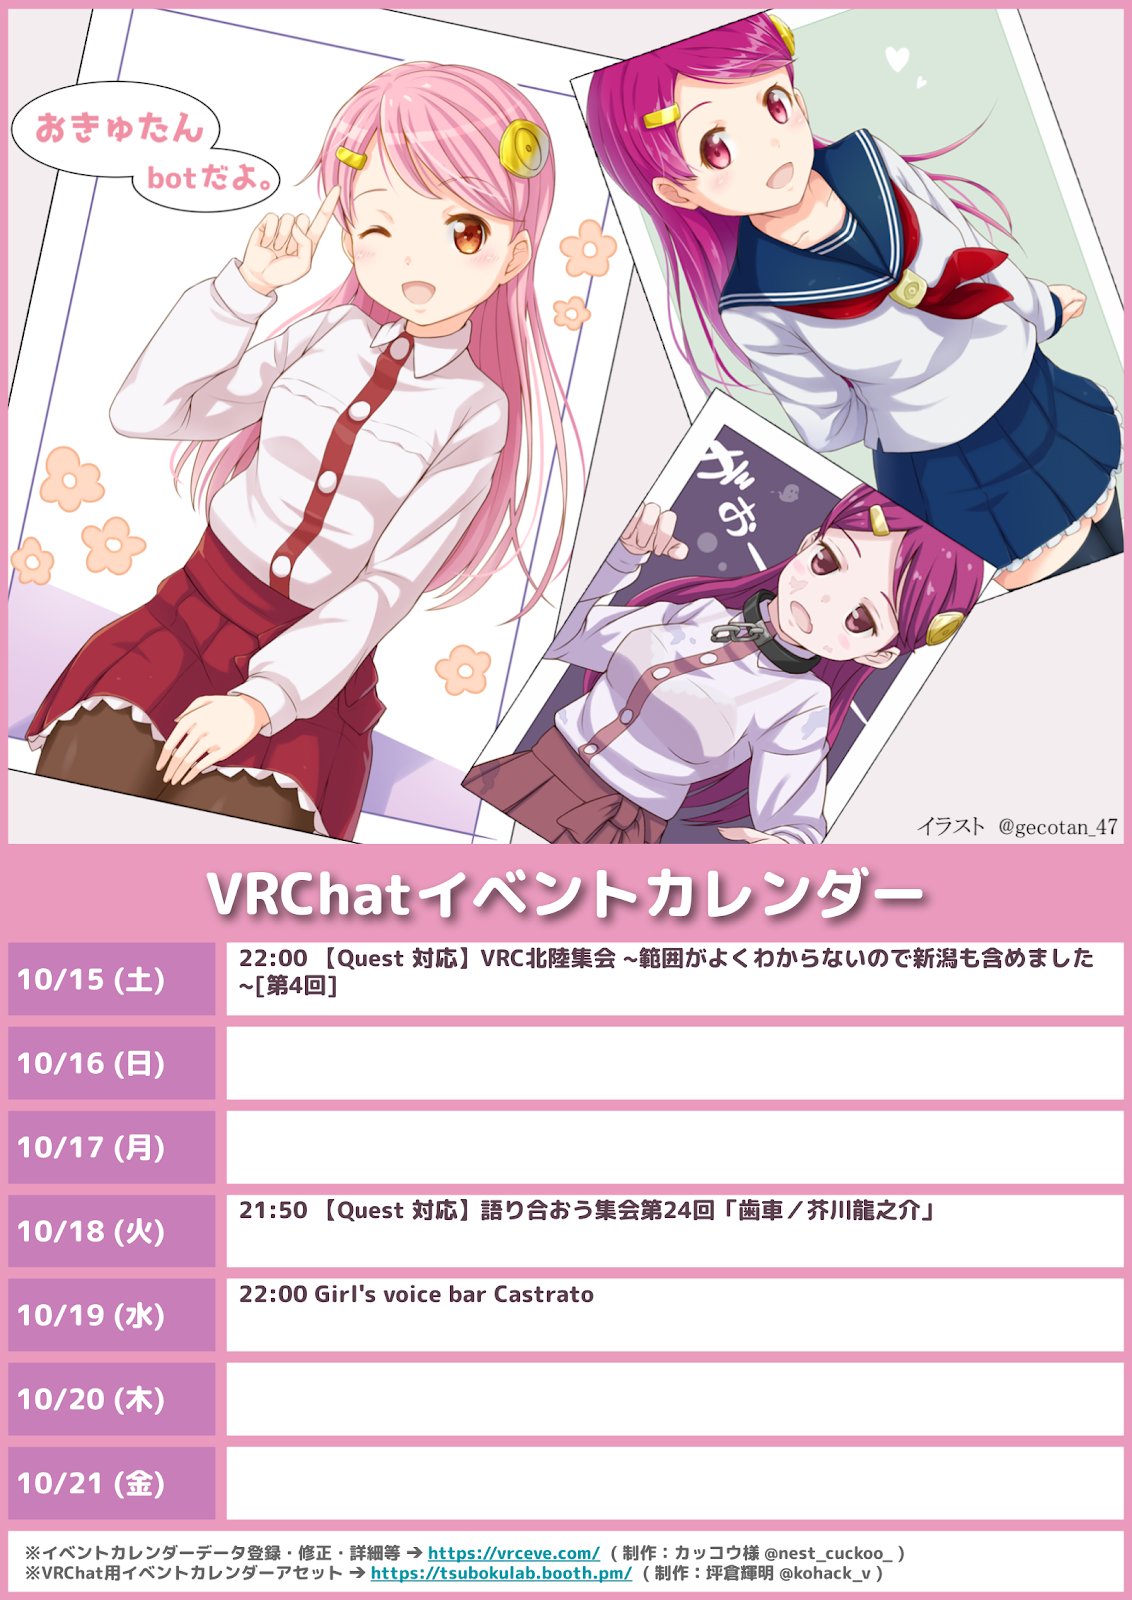 おきゅたん
botだよ。
がおー
イラスト @gecotan_47
VRChatイベントカレンダー
10/15 (土)
22:00 【Quest 対応】VRC北陸集会 ~範囲がよくわからないので新潟も含めました
~[第4回]
10/16 (日)
10/17 (月)
10/18 (火)
21:50 【Quest 対応】語り合おう集会第24回「歯車／芥川龍之介」
10/19 (水)
22:00 Girl's voice bar Castrato
10/20 (木)
10/21 (金)
※イベントカレンダーデータ登録・修正・詳細等 ➔ https://vrceve.com/ ( 制作：カッコウ様 @nest_cuckoo_ )
※VRChat用イベントカレンダーアセット ➔ https://tsubokulab.booth.pm/ ( 制作：坪倉輝明 @kohack_v )